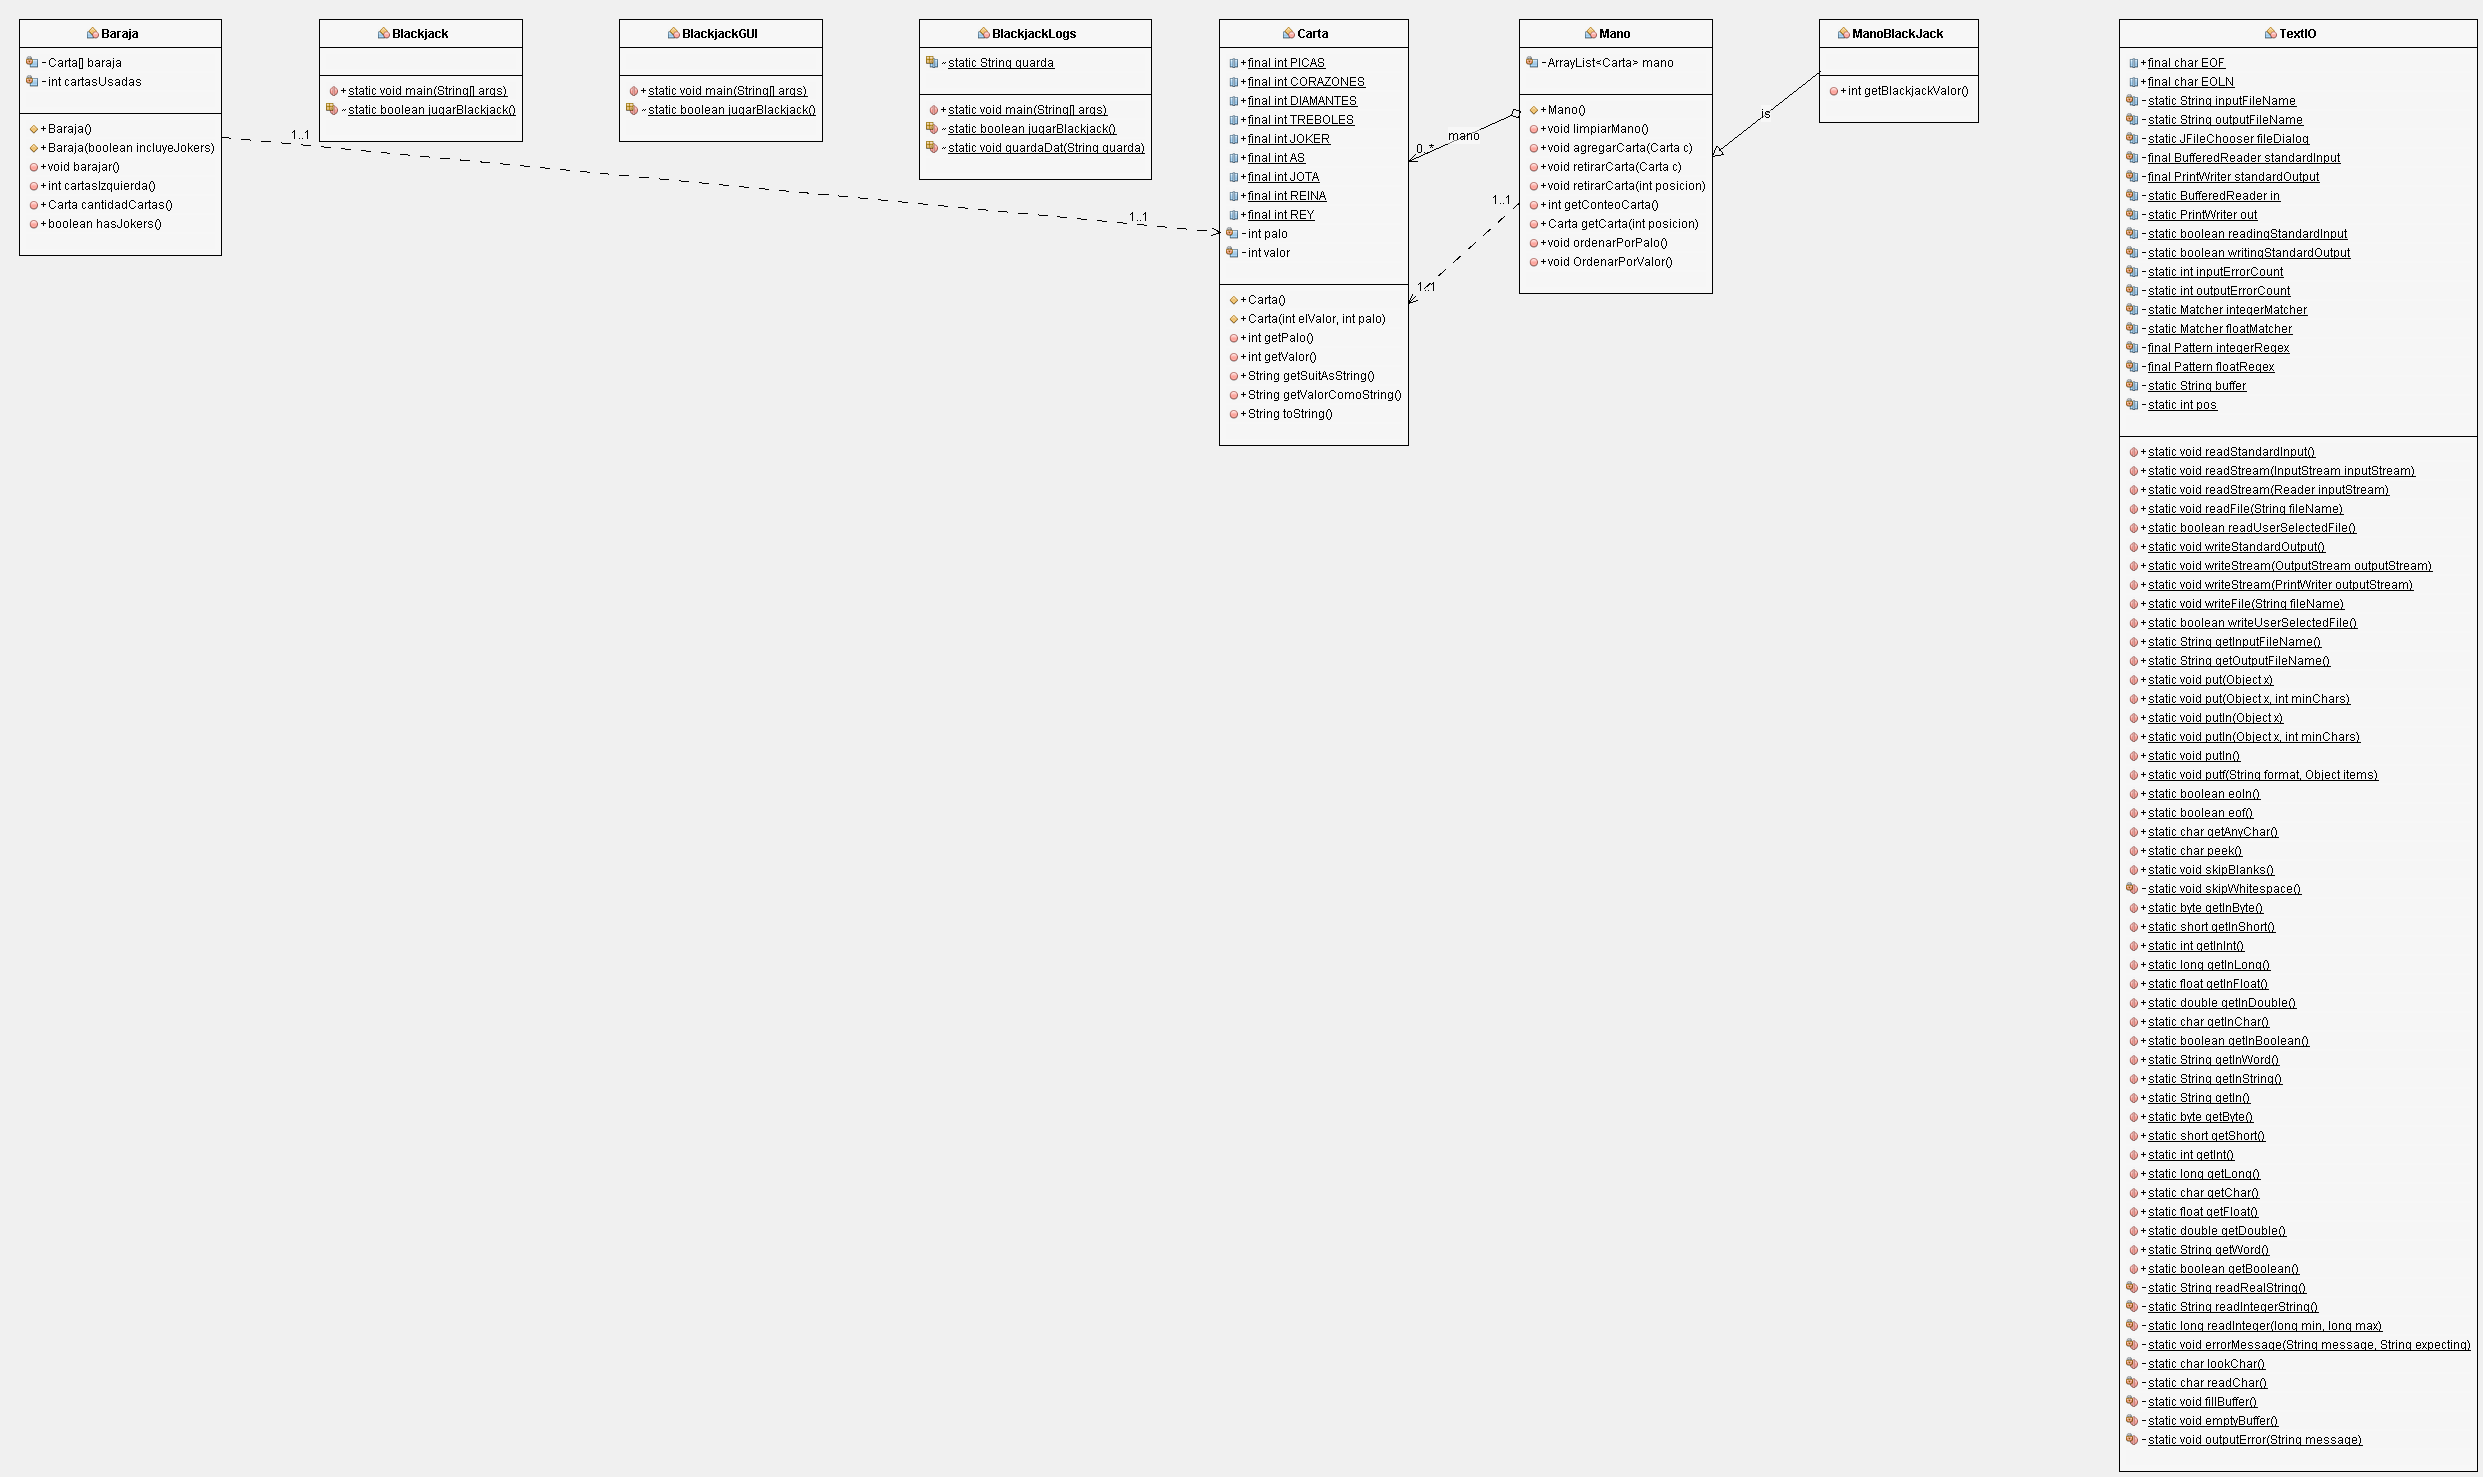 Baraja
- Carta[] baraja
- int cartasUsadas
+ Baraja()
+ Baraja(boolean incluyeJokers)
+ void barajar()
+ int cartasIzquierda()
+ Carta cantidadCartas()
+ boolean hasJokers()
1..1
1..1
Blackjack
+ static void main(String[] args)
~ static boolean jugarBlackjack()
BlackjackGUI
+ static void main(String[] args)
~ static boolean jugarBlackjack()
BlackjackLogs
~ static String guarda
+ static void main(String[] args)
~ static boolean jugarBlackjack()
~ static void guardaDat(String guarda)
Carta
+ final int PICAS
+ final int CORAZONES
+ final int DIAMANTES
+ final int TREBOLES
+ final int JOKER
+ final int AS
+ final int JOTA
+ final int REINA
+ final int REY
- int palo
- int valor
+ Carta()
+ Carta(int elValor, int palo)
+ int getPalo()
+ int getValor()
+ String getSuitAsString()
+ String getValorComoString()
+ String toString()
0..*
mano
1..1
1..1
Mano
- ArrayList<Carta> mano
+ Mano()
+ void limpiarMano()
+ void agregarCarta(Carta c)
+ void retirarCarta(Carta c)
+ void retirarCarta(int posicion)
+ int getConteoCarta()
+ Carta getCarta(int posicion)
+ void ordenarPorPalo()
+ void OrdenarPorValor()
is
ManoBlackJack
+ int getBlackjackValor()
TextIO
+ final char EOF
+ final char EOLN
- static String inputFileName
- static String outputFileName
- static JFileChooser fileDialog
- final BufferedReader standardInput
- final PrintWriter standardOutput
- static BufferedReader in
- static PrintWriter out
- static boolean readingStandardInput
- static boolean writingStandardOutput
- static int inputErrorCount
- static int outputErrorCount
- static Matcher integerMatcher
- static Matcher floatMatcher
- final Pattern integerRegex
- final Pattern floatRegex
- static String buffer
- static int pos
+ static void readStandardInput()
+ static void readStream(InputStream inputStream)
+ static void readStream(Reader inputStream)
+ static void readFile(String fileName)
+ static boolean readUserSelectedFile()
+ static void writeStandardOutput()
+ static void writeStream(OutputStream outputStream)
+ static void writeStream(PrintWriter outputStream)
+ static void writeFile(String fileName)
+ static boolean writeUserSelectedFile()
+ static String getInputFileName()
+ static String getOutputFileName()
+ static void put(Object x)
+ static void put(Object x, int minChars)
+ static void putln(Object x)
+ static void putln(Object x, int minChars)
+ static void putln()
+ static void putf(String format, Object items)
+ static boolean eoln()
+ static boolean eof()
+ static char getAnyChar()
+ static char peek()
+ static void skipBlanks()
- static void skipWhitespace()
+ static byte getlnByte()
+ static short getlnShort()
+ static int getlnInt()
+ static long getlnLong()
+ static float getlnFloat()
+ static double getlnDouble()
+ static char getlnChar()
+ static boolean getlnBoolean()
+ static String getlnWord()
+ static String getlnString()
+ static String getln()
+ static byte getByte()
+ static short getShort()
+ static int getInt()
+ static long getLong()
+ static char getChar()
+ static float getFloat()
+ static double getDouble()
+ static String getWord()
+ static boolean getBoolean()
- static String readRealString()
- static String readIntegerString()
- static long readInteger(long min, long max)
- static void errorMessage(String message, String expecting)
- static char lookChar()
- static char readChar()
- static void fillBuffer()
- static void emptyBuffer()
- static void outputError(String message)